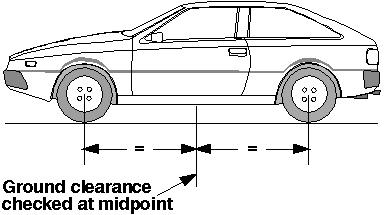 = =
Ground clearance
checked at midpoint